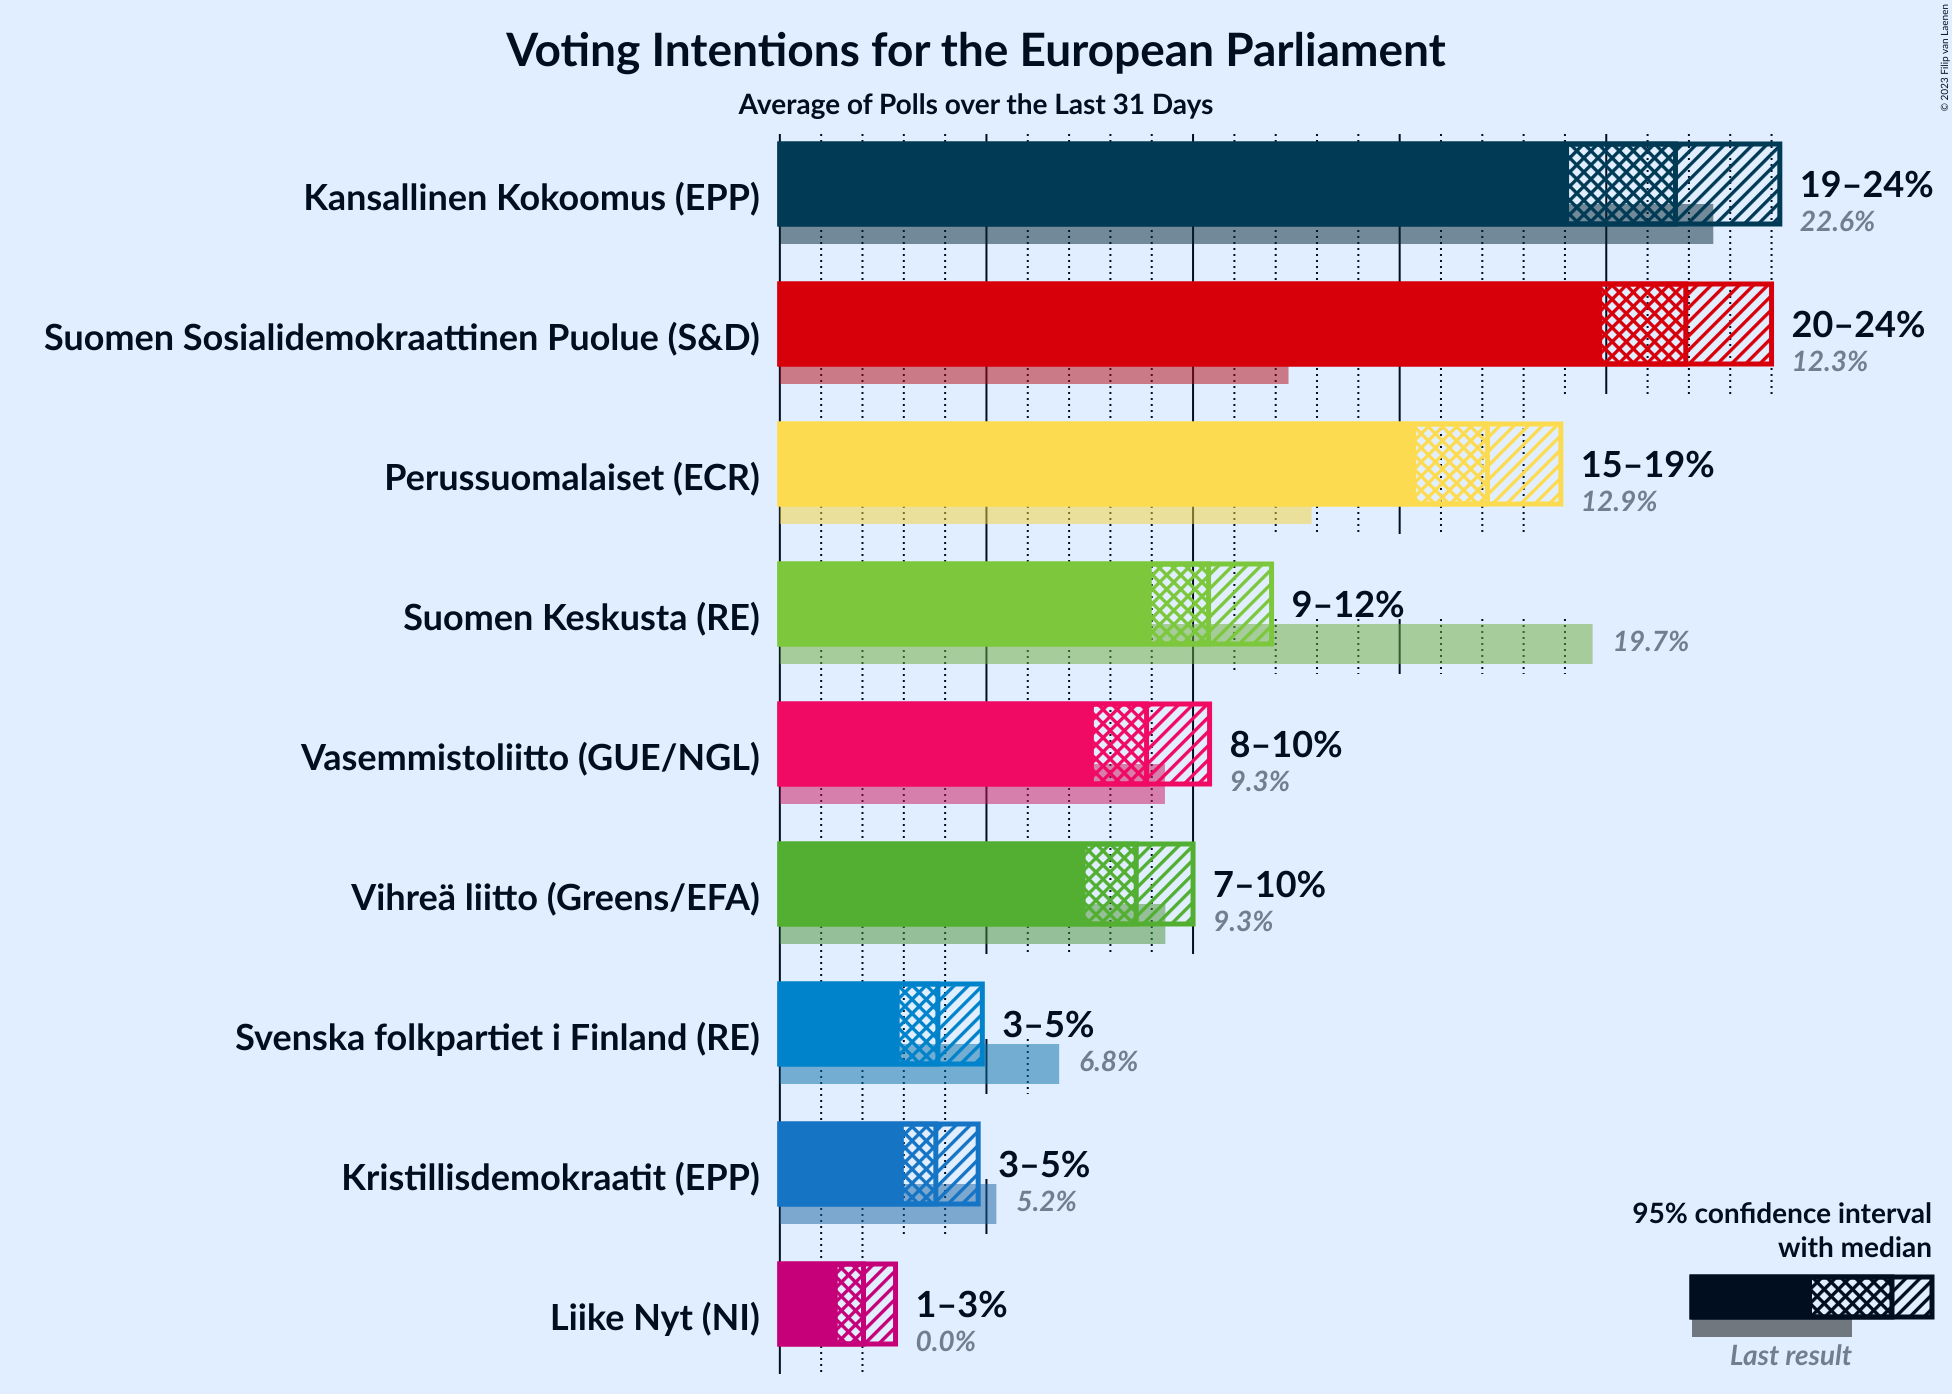 Voting Intentions for the European Parliament
Average of Polls over the Last 31 Days
© 2023 Filip van Laenen
Kansallinen Kokoomus (EPP)
19–24%
22.6%
Suomen Sosialidemokraattinen Puolue (S&D)
20–24%
12.3%
Perussuomalaiset (ECR)
15–19%
12.9%
Suomen Keskusta (RE)
9–12%
19.7%
Vasemmistoliitto (GUE/NGL)
8–10%
9.3%
Vihreä liitto (Greens/EFA)
7–10%
9.3%
Svenska folkpartiet i Finland (RE)
3–5%
6.8%
Kristillisdemokraatit (EPP)
3–5%
5.2%
Liike Nyt (NI)
1–3%
0.0%
95% confidence interval
with median
Last result